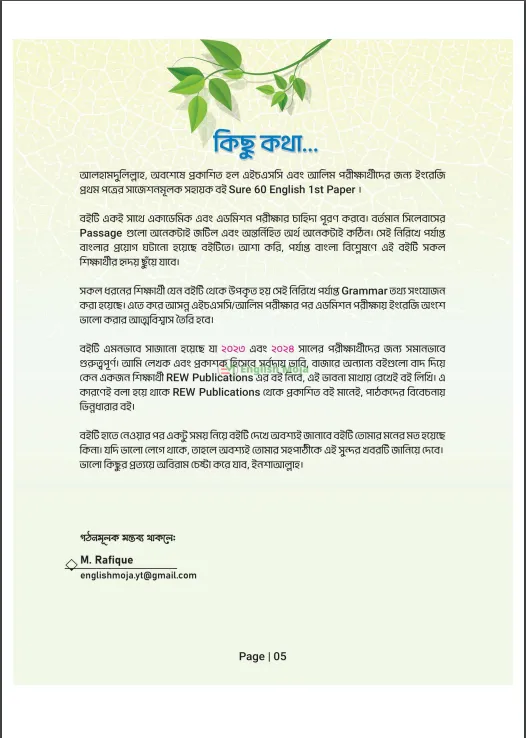 কিছু কথা...
আলহামদুলিল্লাহ, অবশেষে প্রকাশিত হল এইচএসসি এবং আলিম পরীক্ষার্থীদের জন্য ইংরেজি
প্রথম পত্রের সাজেশনমূলক সহায়ক বই Sure 60 English 1st Paper ।
বইটি একই সাথে একাডেমিক এবং এডমিশন পরীক্ষার চাহিদা পূরণ করবে। বর্তমান সিলেবাসের
Passage গুলো অনেকটাই জটিল এবং অন্তর্নিহিত অর্থ অনেকটাই কঠিন। সেই নিরিখে পর্যাপ্ত
বাংলার প্রয়োগ ঘটানো হয়েছে বইটিতে। আশা করি, পর্যাপ্ত বাংলা বিশ্লেষণে এই বইটি সকল
শিক্ষার্থীর হৃদয় ছুঁয়ে যাবে।
সকল ধরনের শিক্ষার্থী যেন বইটি থেকে উপকৃত হয় সেই নিরিখে পর্যাপ্ত Grammar তথ্য সংযোজন
করা হয়েছে। এতে করে আসন্ন এইচএসসি/আলিম পরীক্ষার পর এডমিশন পরীক্ষায় ইংরেজি অংশে
ভালো করার আত্মবিশ্বাস তৈরি হবে।
বইটি এমনভাবে সাজানো হয়েছে যা ২০২৩ এবং ২০২৪ সালের পরীক্ষার্থীদের জন্য সমানভাবে
গুরুত্বপূর্ণ। আমি লেখক এবং প্রকাশক হিসেবে সর্বদায় ভাবি, বাজারে অন্যান্য বইগুলো বাদ দিয়ে
কেন একজন শিক্ষার্থী REW Publications এর বই নিবে, এই ভাবনা মাথায় রেখেই বই লিখি। এ
কারণেই বলা হয়ে থাকে REW Publications থেকে প্রকাশিত বই মানেই, পাঠকদের বিবেচনায়
ভিন্নধারার বই।
English Moja
বইটি হাতে নেওয়ার পর একটু সময় নিয়ে বইটি দেখে অবশ্যই জানাবে বইটি তোমার মনের মত হয়েছে
কিনা। যদি ভালো লেগে থাকে, তাহলে অবশ্যই তোমার সহপাঠীকে এই সুন্দর খবরটি জানিয়ে দেবে।
ভালো কিছুর প্রত্যয়ে অবিরাম চেষ্টা করে যাব, ইনশাআল্লাহ।
গঠনমূলক মন্তব্য থাকলে:
M. Rafique
englishmoja.yt@gmail.com
Page | 05